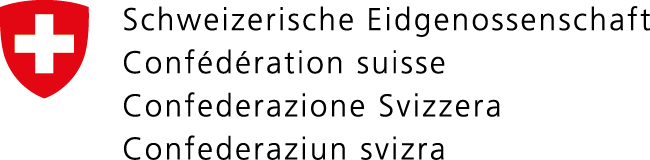 Schweizerische Eidgenossenschaft
Confédération suisse
Confederazione Svizzera
Confederaziun svizra